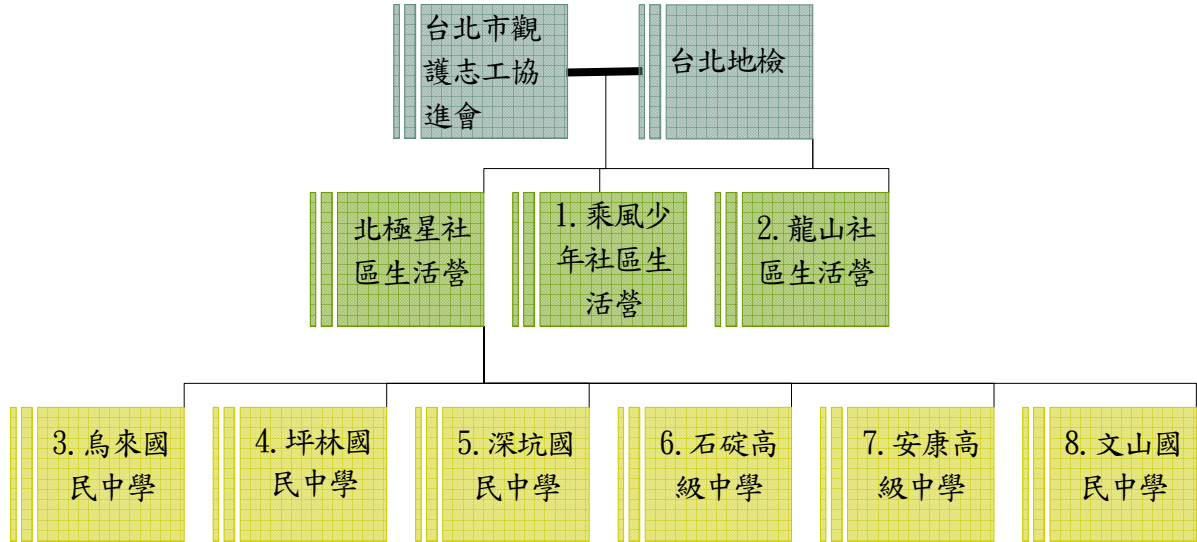 台北市觀
護志工協
進會
台北地檢
北極星社
區生活營
1.乘風少
年社區生
活營
2.龍山社
區生活營
3.烏來國
民中學
4.坪林國
民中學
5.深坑國
民中學
6.石碇高
級中學
7.安康高
級中學
8.文山國
民中學